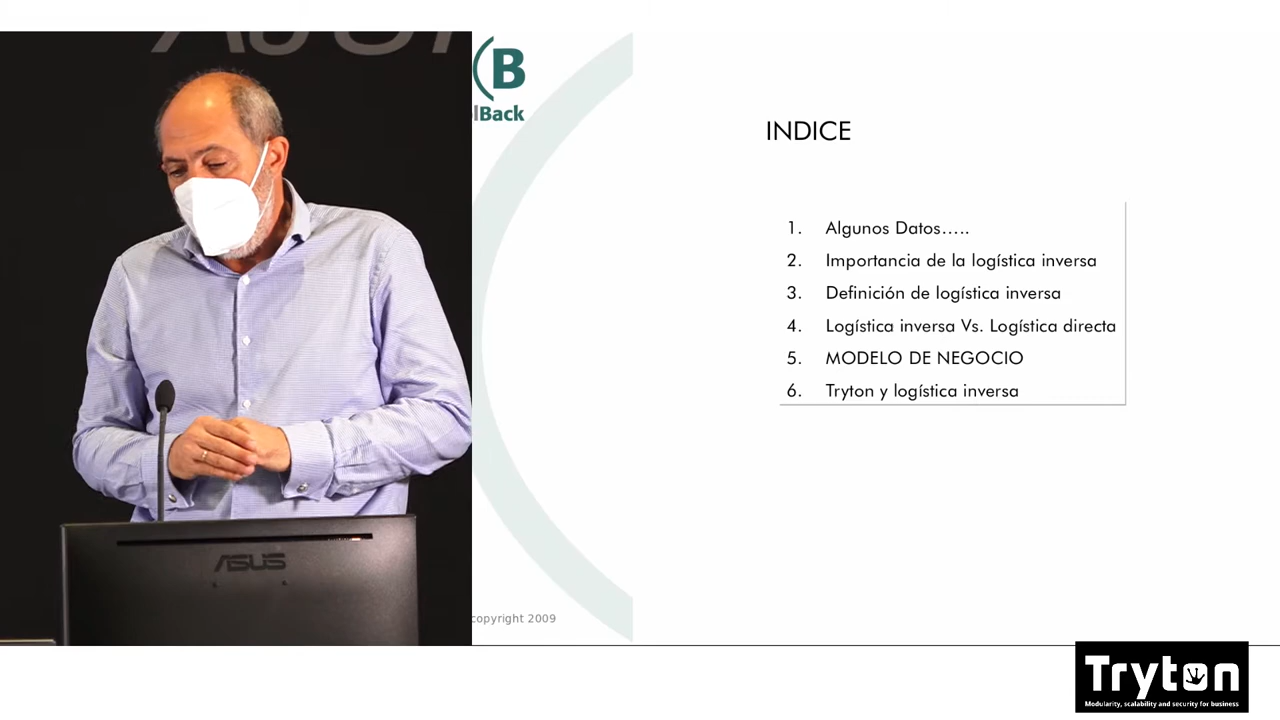 B
lBack
INDICE
1. Algunos Datos.....
2. Importancia de la logística inversa
3. Definición de logística inversa
4. Logística inversa Vs. Logística directa
5. MODELO DE NEGOCIO
6. Tryton y logística inversa
ASUS
copyright 2009
Tryton
Modularity, scalability and security for business